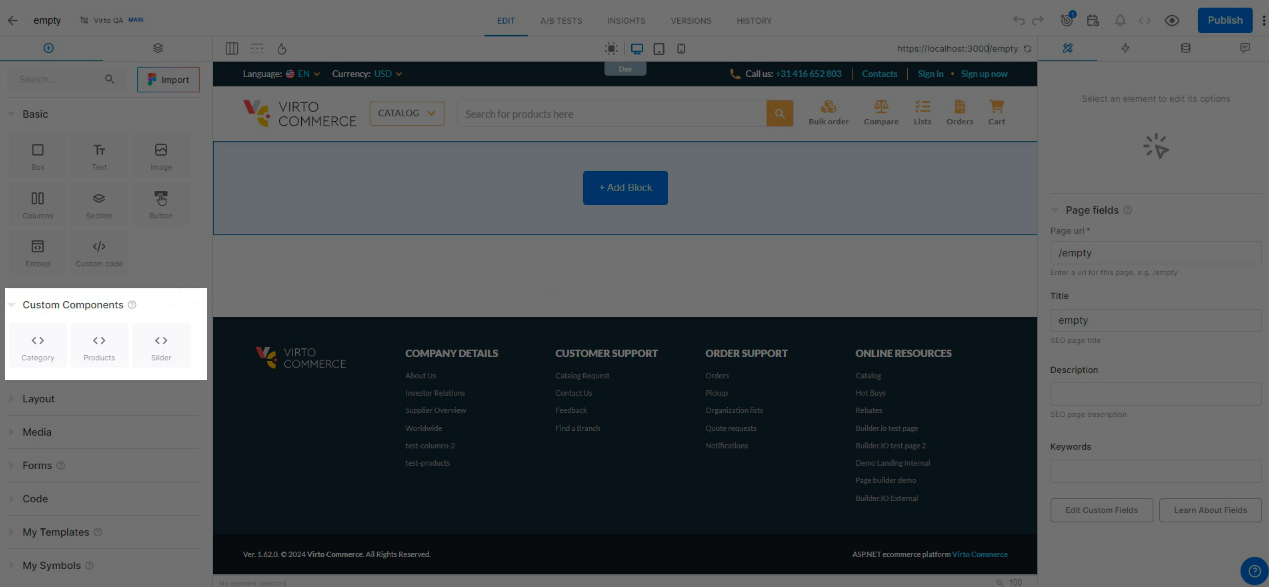 empty
Virto QA MAIN
EDIT
A/B TESTS
INSIGHTS
VERSIONS
HISTORY
Publish
https://localhost:3000/empty
Search...
Import
Basic
Box
Text
Image
Columns
Section
Button
Embed
Custom code
Custom Components
Category
Products
Slider
Layout
Media
Forms
Code
My Templates
My Symbols
Dev
Language: EN
Currency: USD
Call us: +31 416 652 803
Contacts
Sign in • Sign up now
VIRTO
COMMERCE
CATALOG
Search for products here
Bulk order
Compare
Lists
Orders
Cart
+ Add Block
VIRTO
COMMERCE
COMPANY DETAILS
About Us
Investor Relations
Supplier Overview
Worldwide
test-columns-2
test-products
CUSTOMER SUPPORT
Catalog Request
Contact Us
Feedback
Find a Branch
ORDER SUPPORT
Orders
Pickup
Organization lists
Quote requests
Notifications
ONLINE RESOURCES
Catalog
Hot Buys
Rebates
Builder.io test page
Builder.IO test page 2
Demo Landing Internal
Page builder demo
Builder.IO External
Ver. 1.62.0. © 2024 Virto Commerce. All Rights Reserved.
ASP.NET ecommerce platform Virto Commerce
No element selected
100
Select an element to edit its options
Page fields
Page url *
/empty
Enter a url for this page, e.g. /empty
Title
empty
SEO page title
Description
SEO page description
Keywords
Edit Custom Fields
Learn About Fields